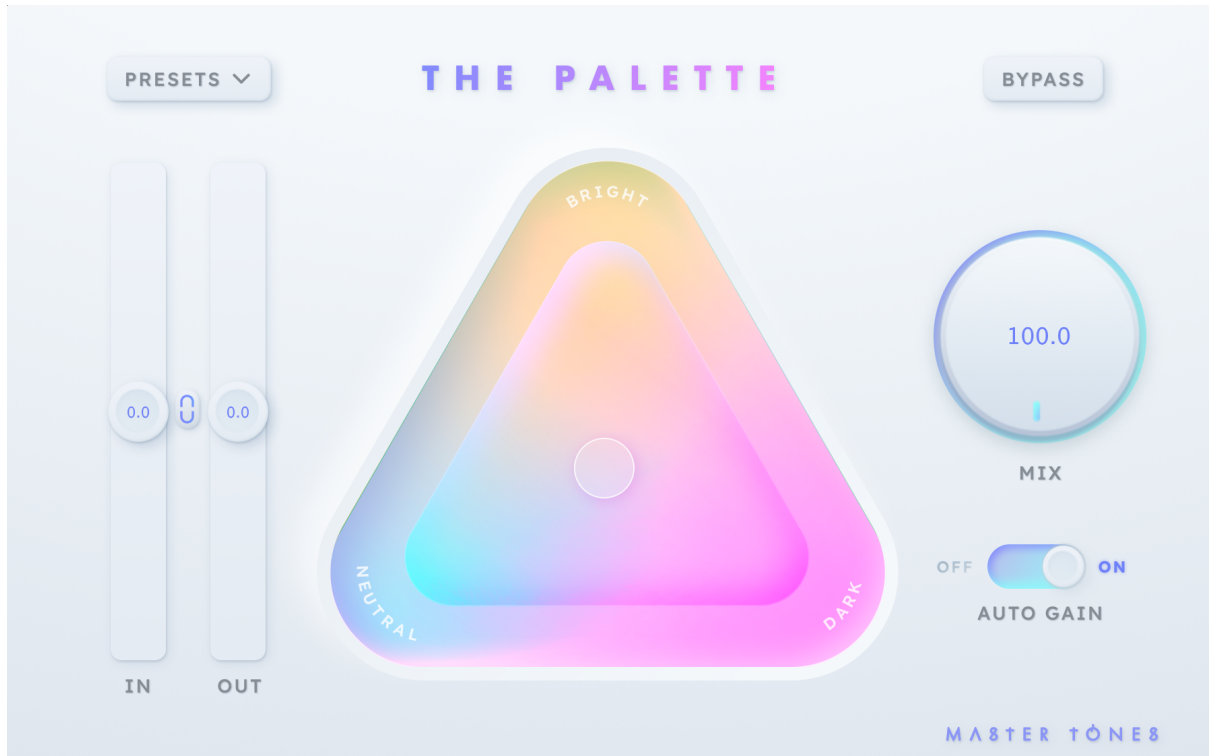 PRESETS
THE PALETTE
BYPASS
BRIGHT
100.0
0.0
0.0
MIX
NEUTRAL
DARK
OFF
ON
AUTO GAIN
IN
OUT
MASTER TONES